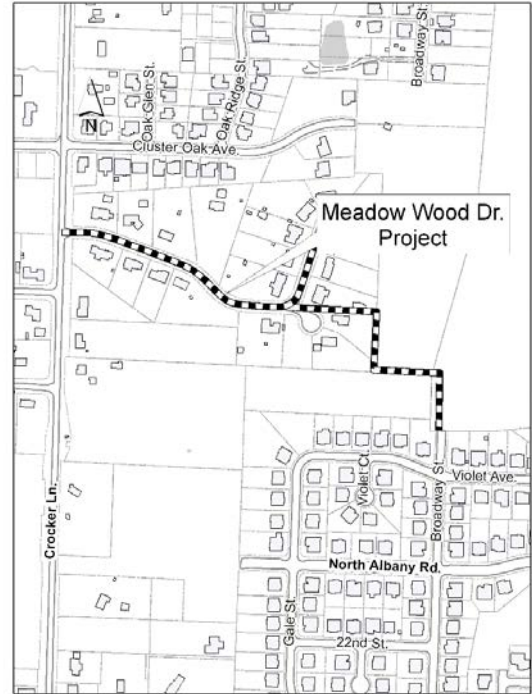 Broadway St.
Oak Glen St.
Oak Ridge St.
N
Cluster Oak Ave.
Meadow Wood Dr.
Project
Crocker Ln.
Violet Ct.
Violet Ave.
Broadway St.
North Albany Rd.
Gale St.
22nd St.